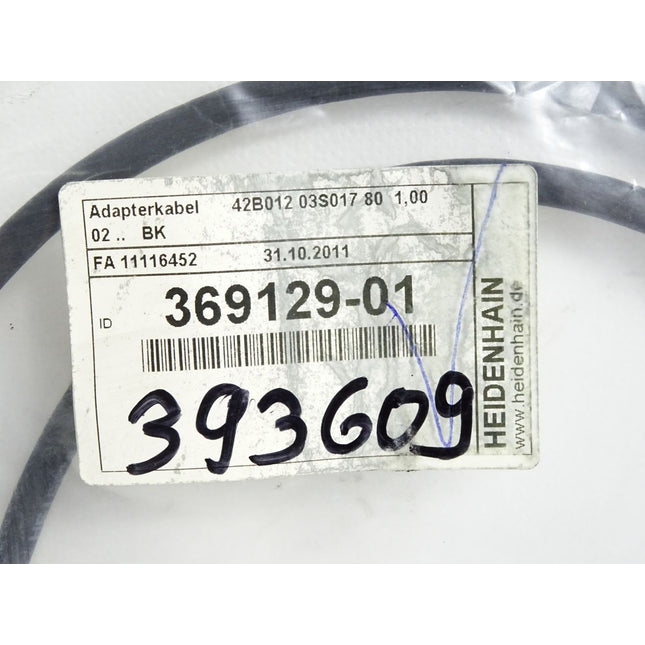 Adapterkabel 42B012 03S017 80 1,00
02 .. BK
FA 11116452 31.10.2011
ID 369129-01
393609
HEIDENHAIN
www.heidenhain.de